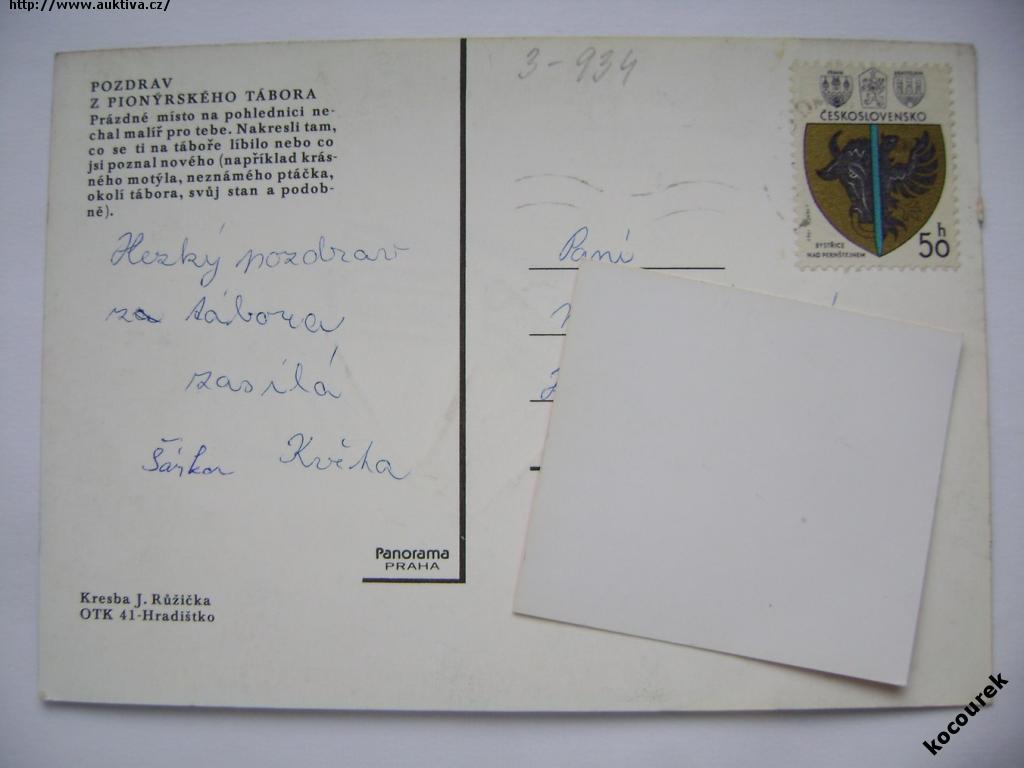 http://www.auktiva.cz/
3-934
POZDRAV
Z PIONÝRSKÉHO TÁBORA
Prázdné místo na pohlednici ne-
chal malíř pro tebe. Nakresli tam,
co se ti na táboře líbilo nebo co
jsi poznal nového (například krás-
ného motýla, neznámého ptáčka,
okolí tábora, svůj stan a podob-
ně).
Hezký pozdrav
za tábora
zasílá
Šárka Květa
Panorama
PRAHA
Kresba J. Růžička
OTK 41-Hradištko
ČESKOSLOVENSKO
BYSTŘICE
NAD PERNŠTEJNEM
50 h
Paní
kocourek